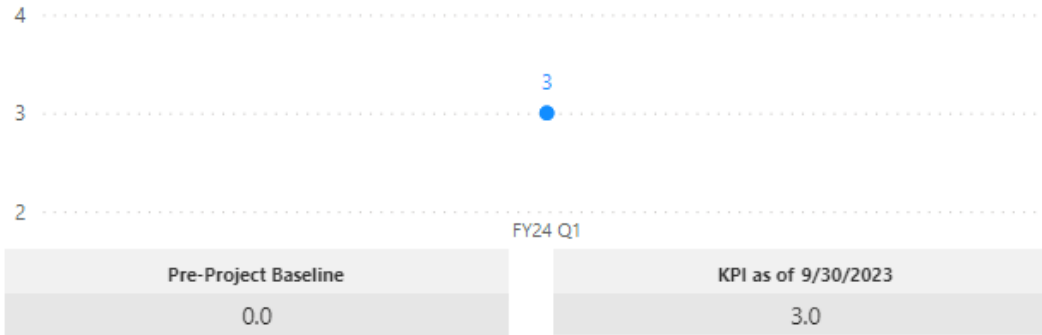 4
3
3
2
FY24 Q1
Pre-Project Baseline
KPI as of 9/30/2023
0.0
3.0